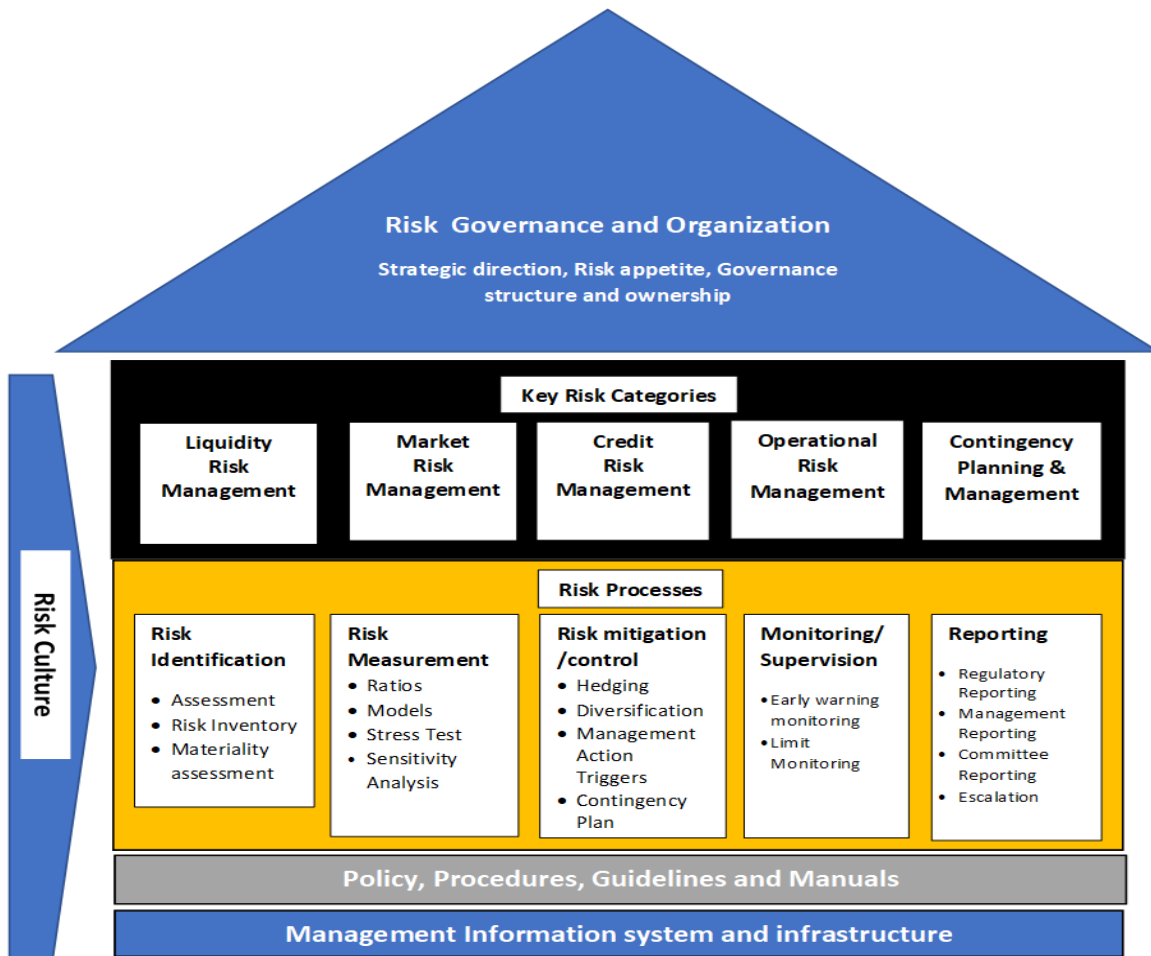 Risk Governance and Organization
Strategic direction, Risk appetite, Governance
structure and ownership
Risk Culture
Key Risk Categories
Liquidity
Risk
Management
Market
Risk
Management
Credit
Risk
Management
Operational
Risk
Management
Contingency
Planning &
Management
Risk Processes
Risk
Identification
• Assessment
• Risk Inventory
• Materiality
assessment
Risk
Measurement
• Ratios
• Models
• Stress Test
• Sensitivity
Analysis
Risk mitigation
/control
• Hedging
• Diversification
• Management
Action
Triggers
• Contingency
Plan
Monitoring/
Supervision
• Early warning
monitoring
• Limit
Monitoring
Reporting
• Regulatory
Reporting
• Management
Reporting
• Committee
Reporting
• Escalation
Policy, Procedures, Guidelines and Manuals
Management Information system and infrastructure